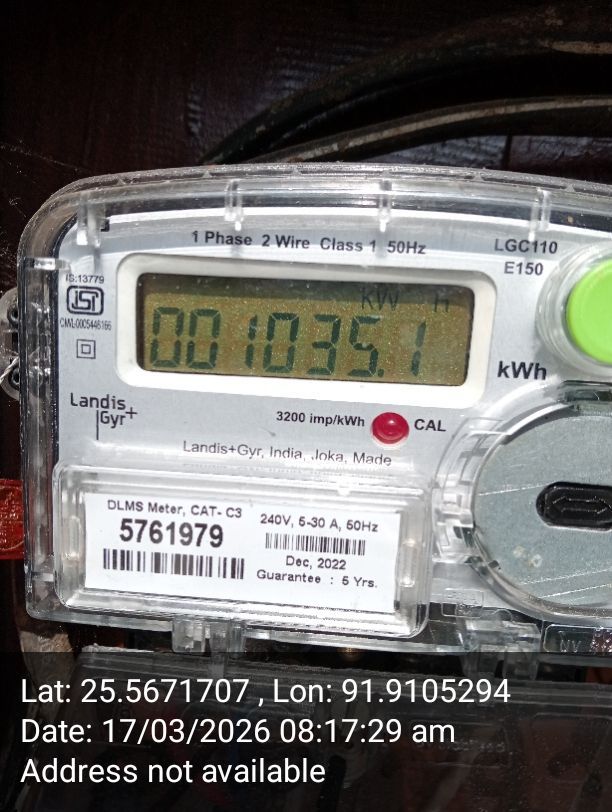 1 Phase 2 Wire Class 1 50Hz
LGC110
E150
IS:13779
ISI
CM/L-0005446166
kW h
001035.1
kWh
Landis
Gyr+
3200 imp/kWh
CAL
Landis+Gyr, India, Joka, Made
DLMS Meter, CAT- C3
5761979
240V, 5-30 A, 50Hz
Dec, 2022
Guarantee : 5 Yrs.
Lat: 25.5671707 , Lon: 91.9105294
Date: 17/03/2026 08:17:29 am
Address not available